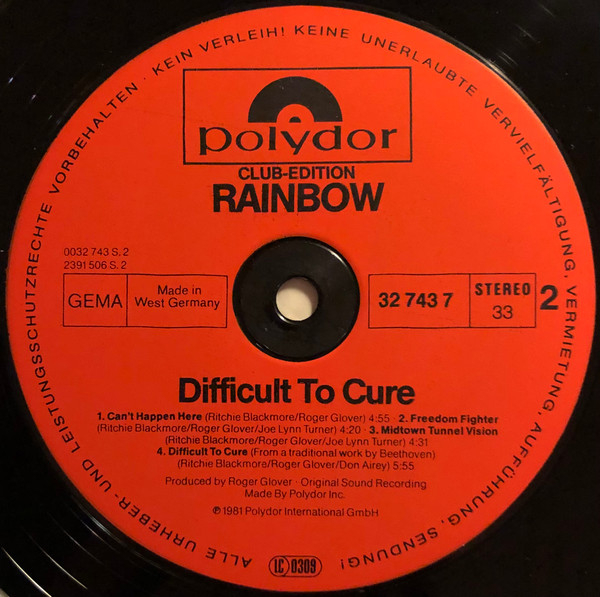 ALLE URHEBER- UND LEISTUNGSSCHUTZRECHTE VORBEHALTEN · KEIN VERLEIH! KEINE UNERLAUBTE VERVIELFÄLTIGUNG, VERMIETUNG, AUFFÜHRUNG, SENDUNG!
polydor
CLUB-EDITION
RAINBOW
0032 743 S. 2
2391 506 S. 2
GEMA
Made in
West Germany
32 743 7
STEREO
33
2
Difficult To Cure
1. Can't Happen Here (Ritchie Blackmore/Roger Glover) 4:55 · 2. Freedom Fighter
(Ritchie Blackmore/Roger Glover/Joe Lynn Turner) 4:20 · 3. Midtown Tunnel Vision
(Ritchie Blackmore/Roger Glover/Joe Lynn Turner) 4:31
4. Difficult To Cure (From a traditional work by Beethoven)
(Ritchie Blackmore/Roger Glover/Don Airey) 5:55
Produced by Roger Glover · Original Sound Recording
Made By Polydor Inc.
℗ 1981 Polydor International GmbH
LC 0309